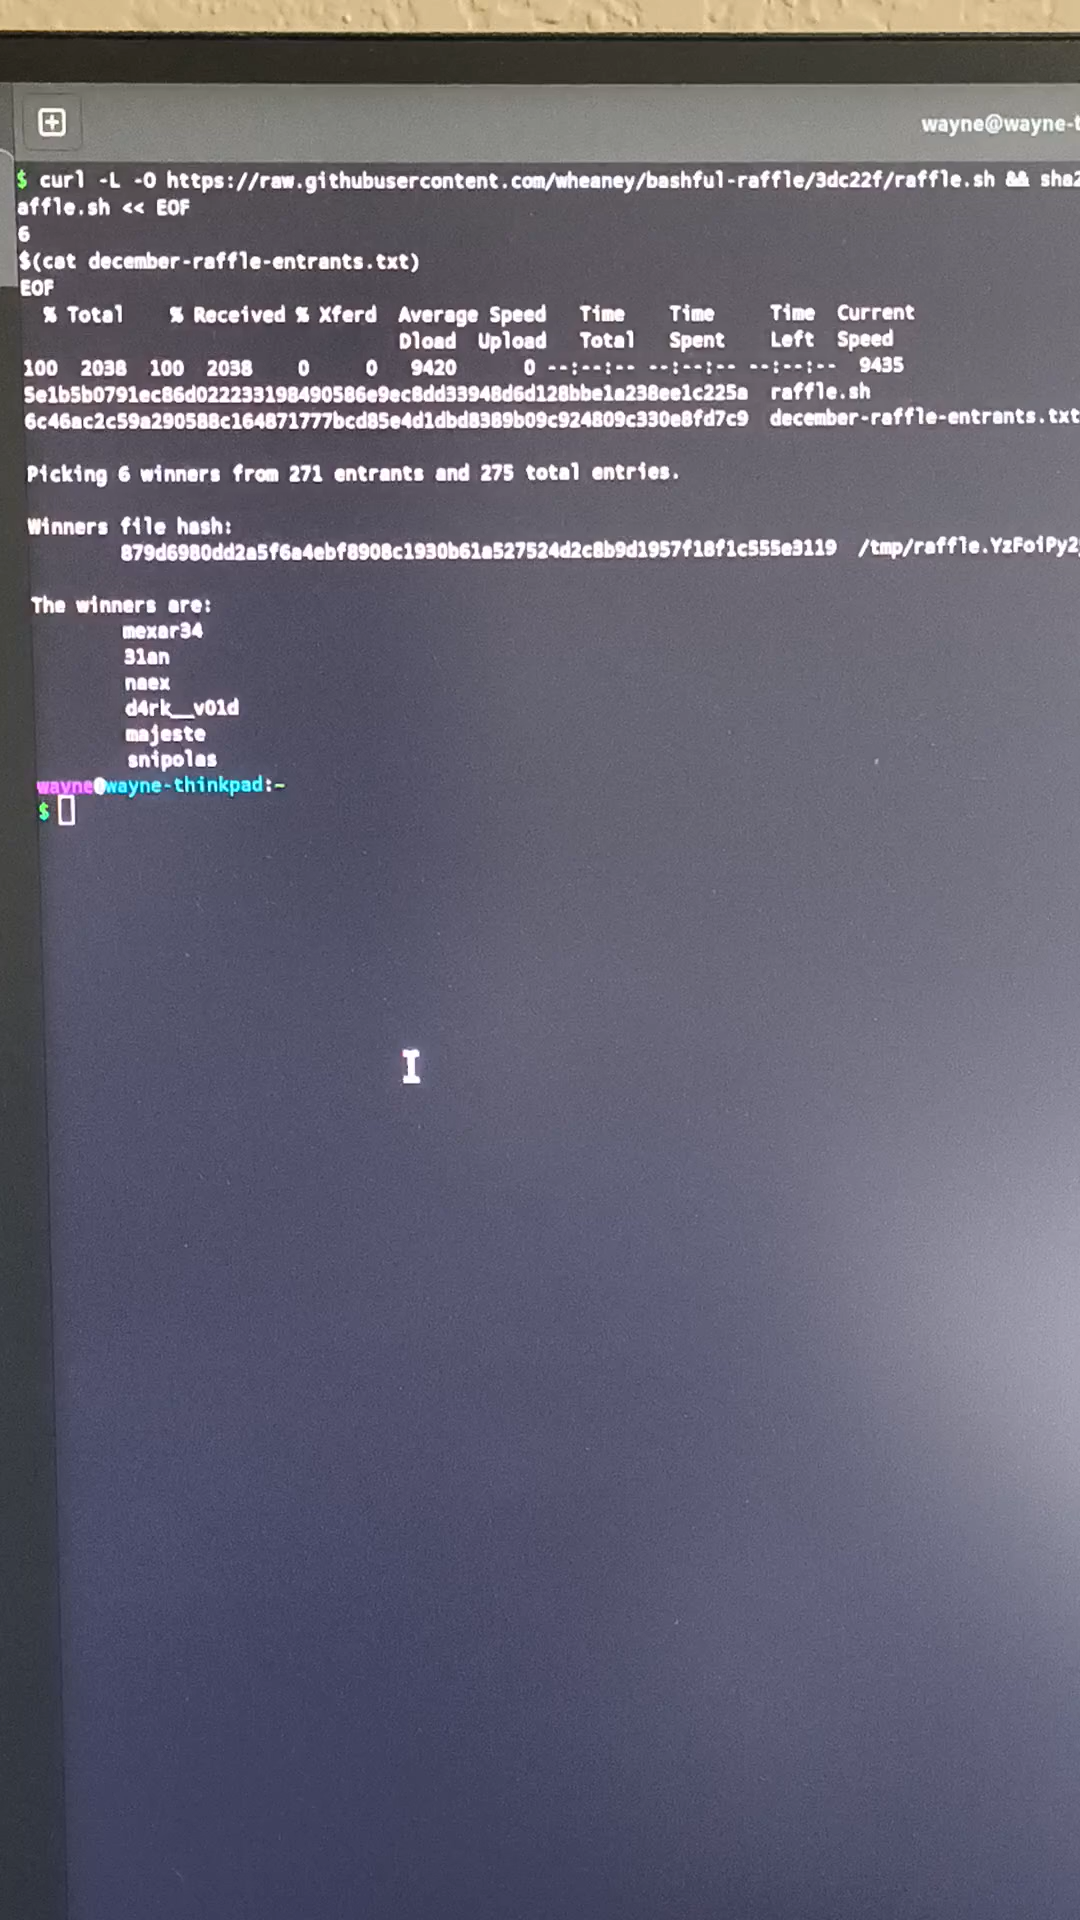 wayne@wayne-t
$ curl -L -O https://raw.githubusercontent.com/wheaney/bashful-raffle/3dc22f/raffle.sh && sha2
affle.sh << EOF
6
$(cat december-raffle-entrants.txt)
EOF
% Total % Received % Xferd Average Speed Time Time Time Current
Dload Upload Total Spent Left Speed
100 2038 100 2038 0 0 9420 0 --:--:-- --:--:-- --:--:-- 9435
5e1b5b0791ec86d022233198490586e9ec8dd33948d6d128bbe1a238ee1c225a raffle.sh
6c46ac2c59a290588c164871777bcd85e4d1dbd8389b09c924809c330e8fd7c9 december-raffle-entrants.txt
Picking 6 winners from 271 entrants and 275 total entries.
Winners file hash:
879d6980dd2a5f6a4ebf8908c1930b61a527524d2c8b9d1957f18f1c555e3119 /tmp/raffle.YzFoiPy2
The winners are:
mexar34
31an
naex
d4rk__v01d
majeste
snipolas
wayne@wayne-thinkpad:~
$